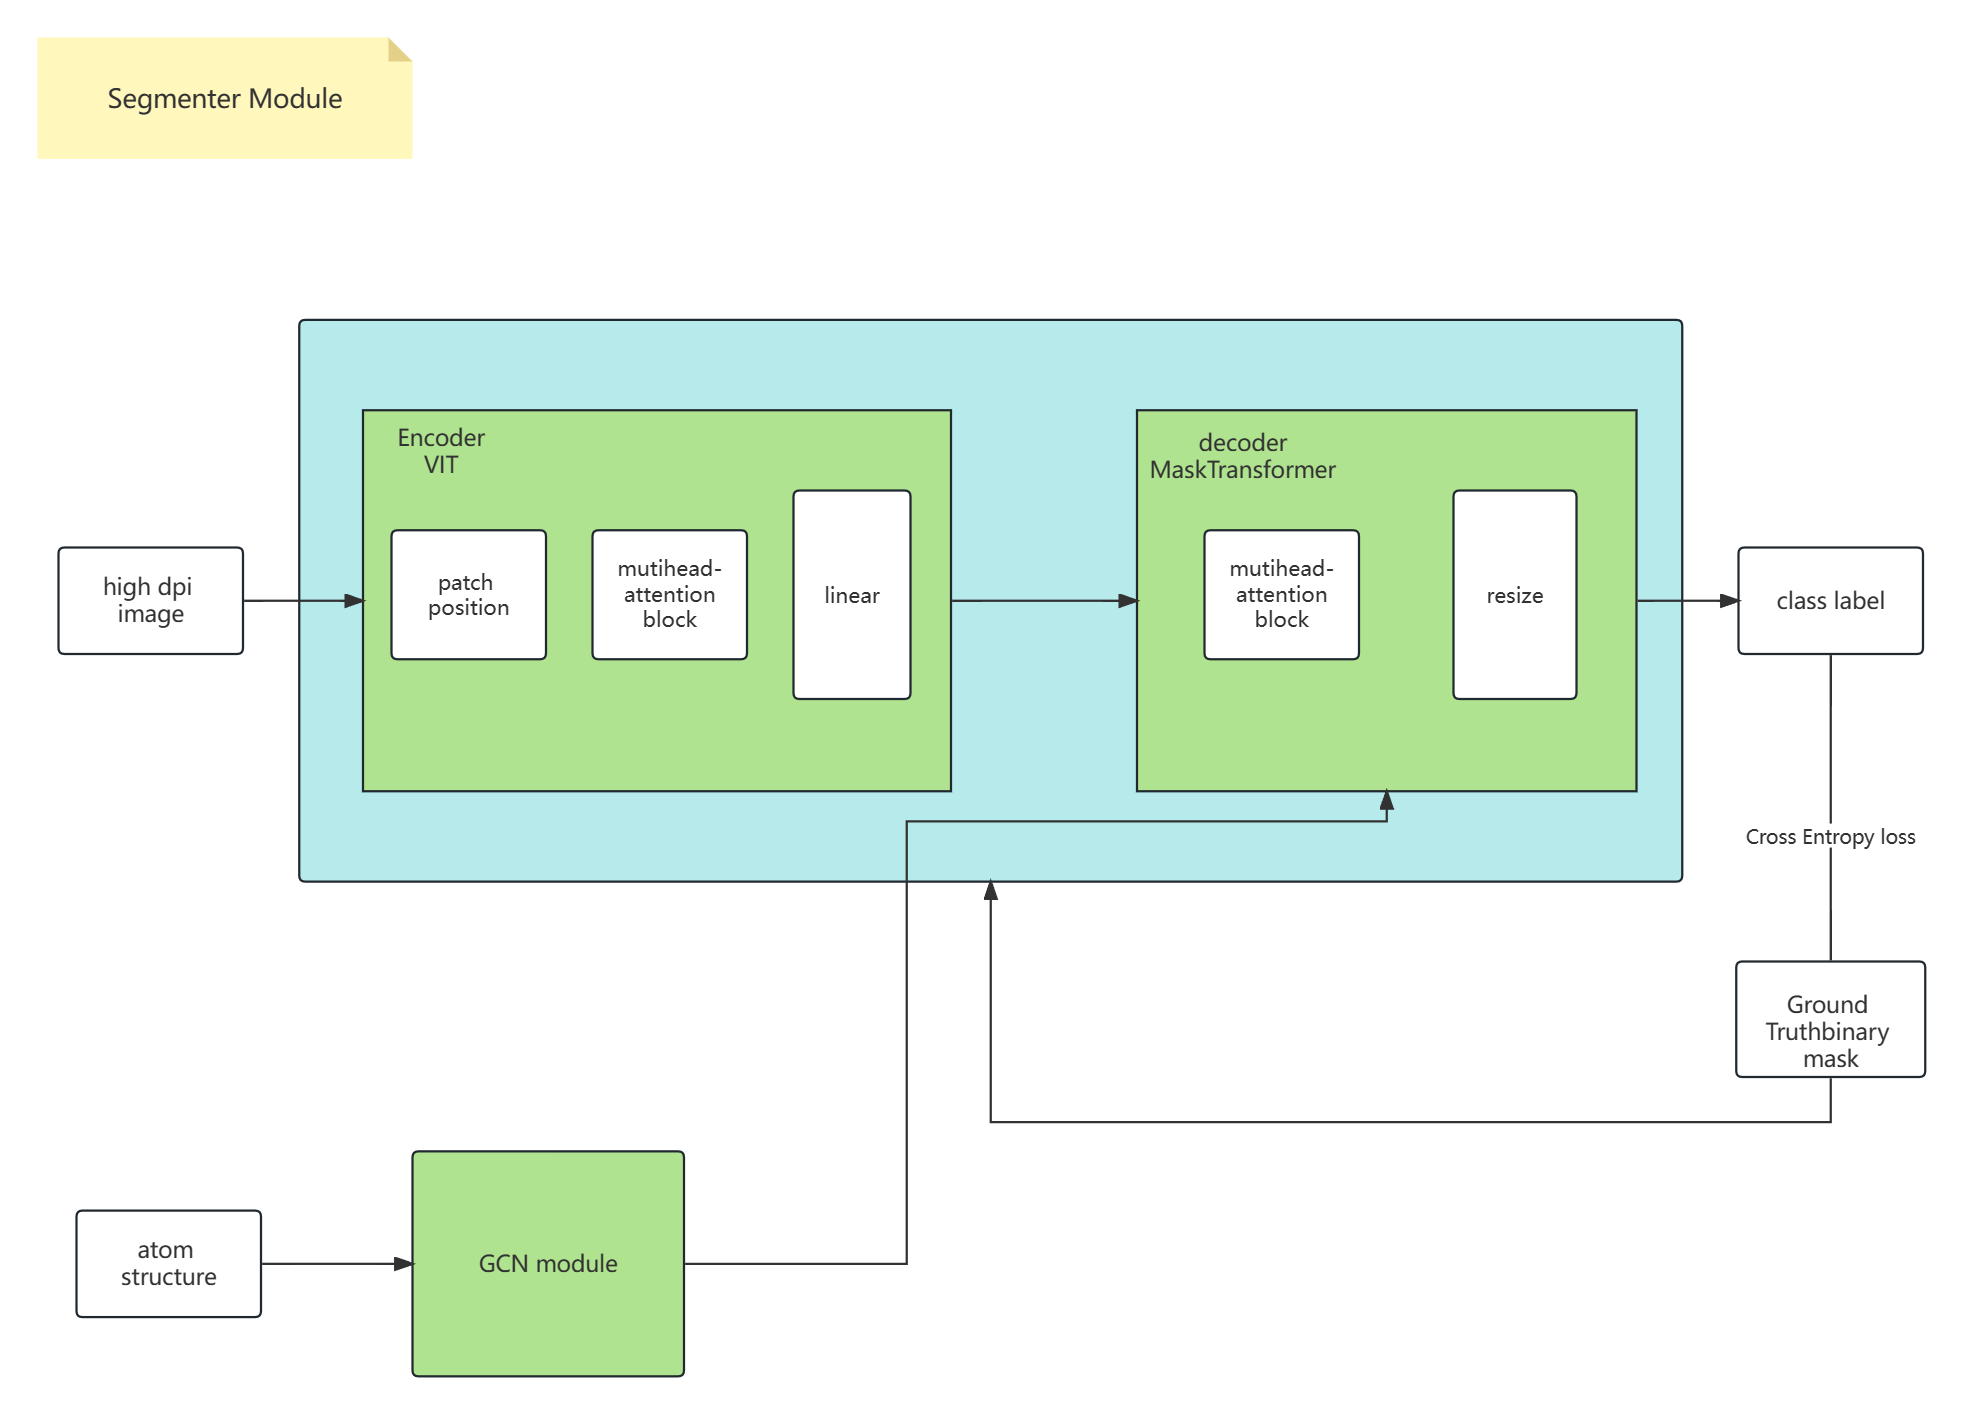 Segmenter Module
Encoder
VIT
patch
position
mutihead-
attention
block
linear
decoder
MaskTransformer
mutihead-
attention
block
resize
high dpi
image
class label
Cross Entropy loss
Ground
Truthbinary
mask
atom
structure
GCN module